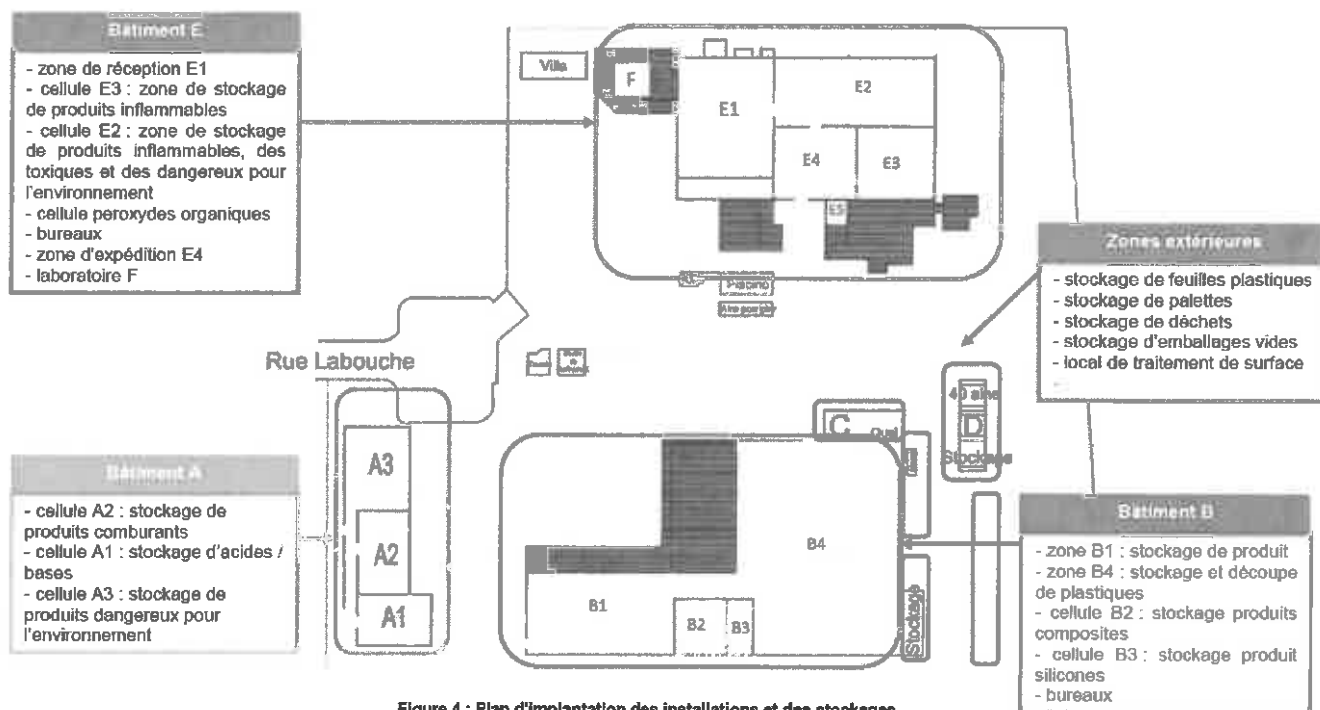 Bâtiment E
- zone de réception E1
- cellule E3 : zone de stockage
de produits inflammables
- cellule E2 : zone de stockage
de produits inflammables, des
toxiques et des dangereux pour
l'environnement
- cellule peroxydes organiques
- bureaux
- zone d'expédition E4
- laboratoire F
Villa
F
E1
E2
E4
E3
E5
Zones extérieures
- stockage de feuilles plastiques
- stockage de palettes
- stockage de déchets
- stockage d'emballages vides
- local de traitement de surface
Rue Labouche
Bâtiment A
- cellule A2 : stockage de
produits comburants
- cellule A1 : stockage d'acides /
bases
- cellule A3 : stockage de
produits dangereux pour
l'environnement
A3
A2
A1
C
Quai
D
Stockage
B4
B1
B2
B3
Stockage
Bâtiment B
- zone B1 : stockage de produit
- zone B4 : stockage et découpe
de plastiques
- cellule B2 : stockage produits
composites
- cellule B3 : stockage produit
silicones
- bureaux
Figure 4 : Plan d'implantation des installations et des stockages